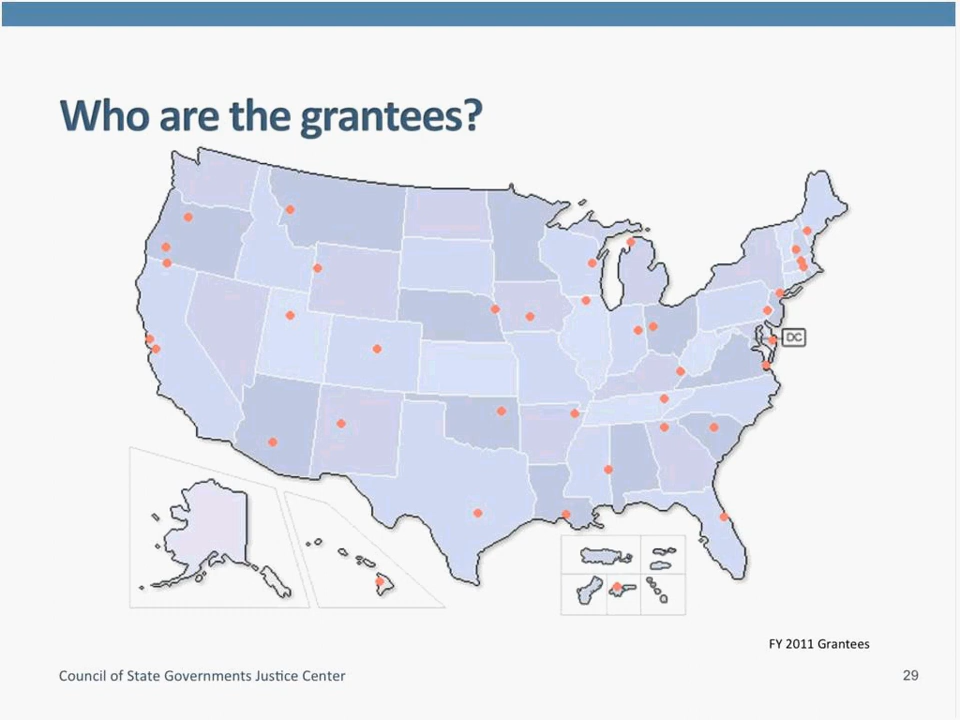 Who are the grantees?
DC
FY 2011 Grantees
Council of State Governments Justice Center
29